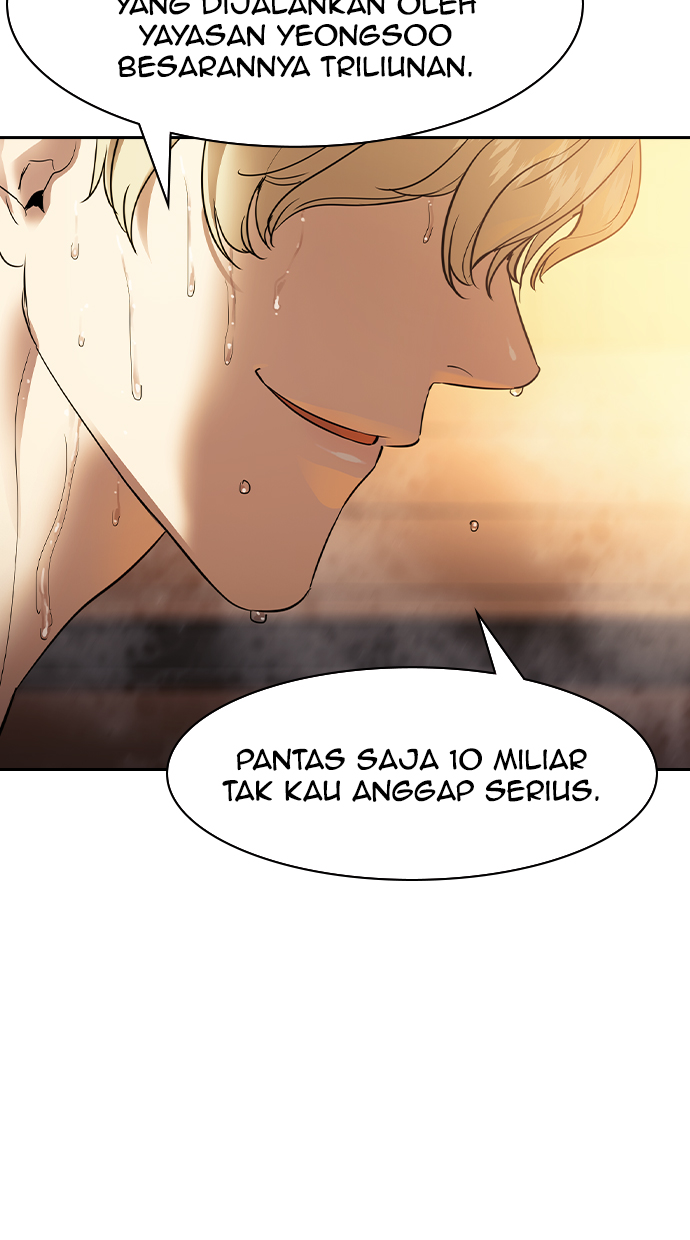 YANG DIJALANKAN OLEH
YAYASAN YEONGSOO
BESARANNYA TRILIUNAN.
PANTAS SAJA 10 MILIAR
TAK KAU ANGGAP SERIUS.